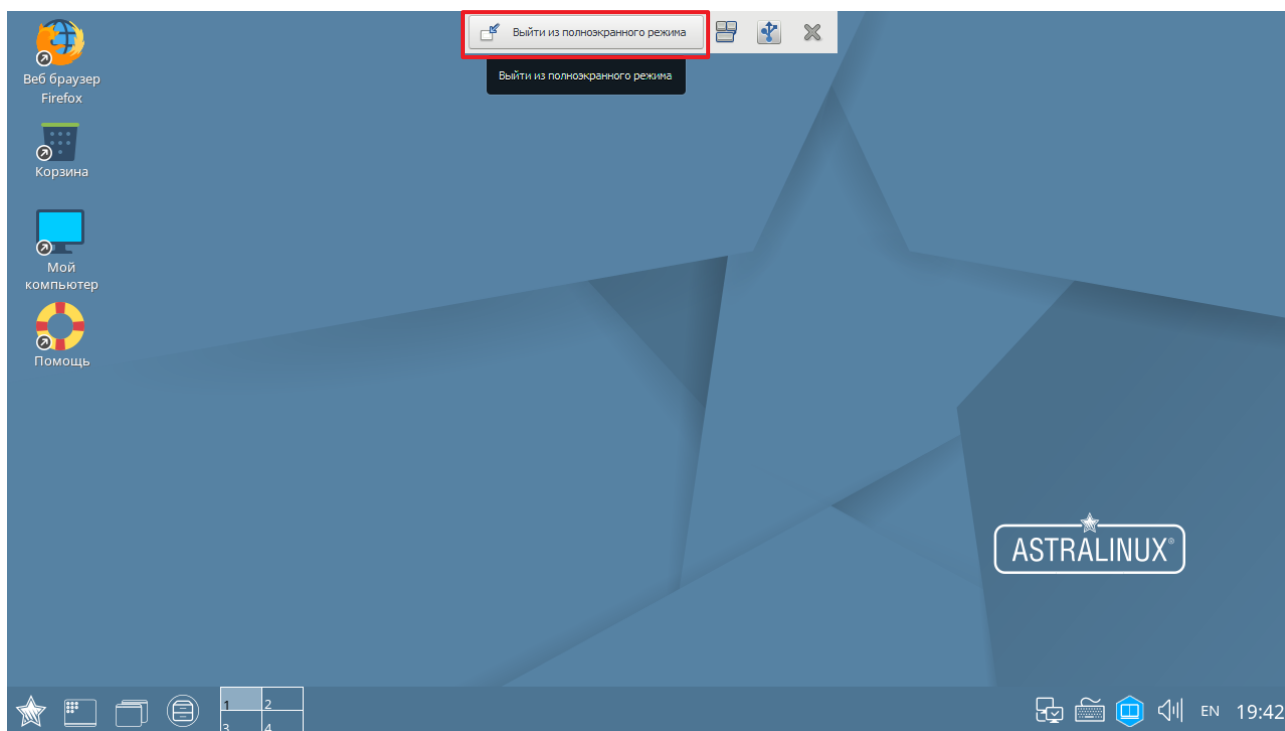 Выйти из полноэкранного режима
Выйти из полноэкранного режима
Веб браузер
Firefox
Корзина
Мой
компьютер
Помощь
ASTRALINUX®
1
2
3
4
EN
19:42